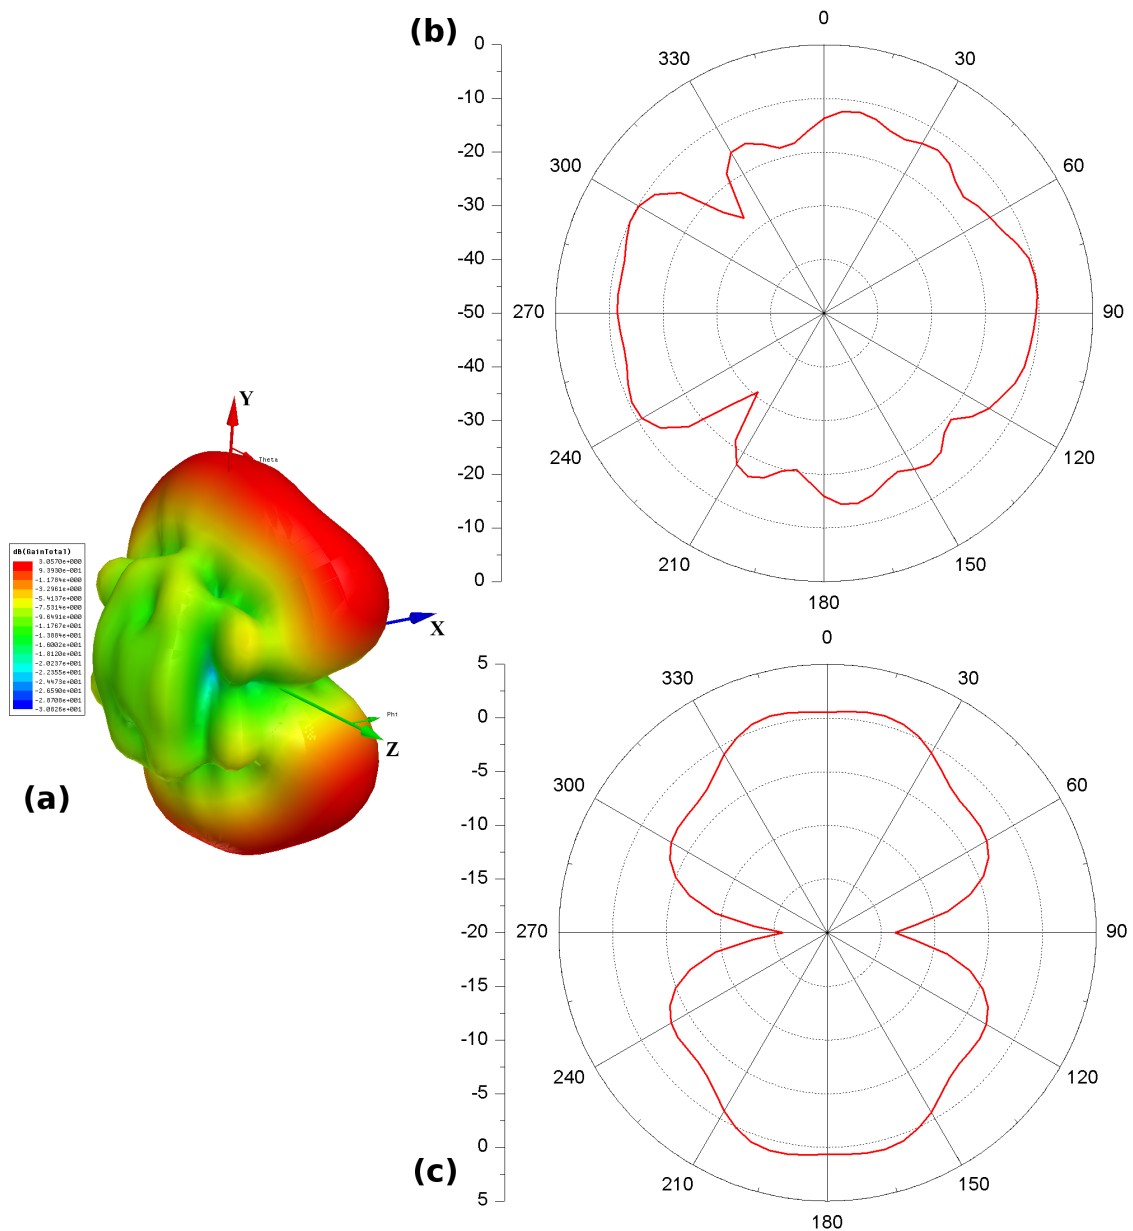 (b)
0
-10
-20
-30
-40
-50
-40
-30
-20
-10
0
0
30
60
90
120
150
180
210
240
270
300
330
Y
Theta
X
Phi
Z
dB(GainTotal)
3.0570e+000
9.3930e-001
-1.1784e+000
-3.2961e+000
-5.4137e+000
-7.5314e+000
-9.6491e+000
-1.1767e+001
-1.3884e+001
-1.6002e+001
-1.8120e+001
-2.0237e+001
-2.2355e+001
-2.4473e+001
-2.6590e+001
-2.8708e+001
-3.0826e+001
(a)
5
0
-5
-10
-15
-20
-15
-10
-5
0
5
0
30
60
90
120
150
180
210
240
270
300
330
(c)